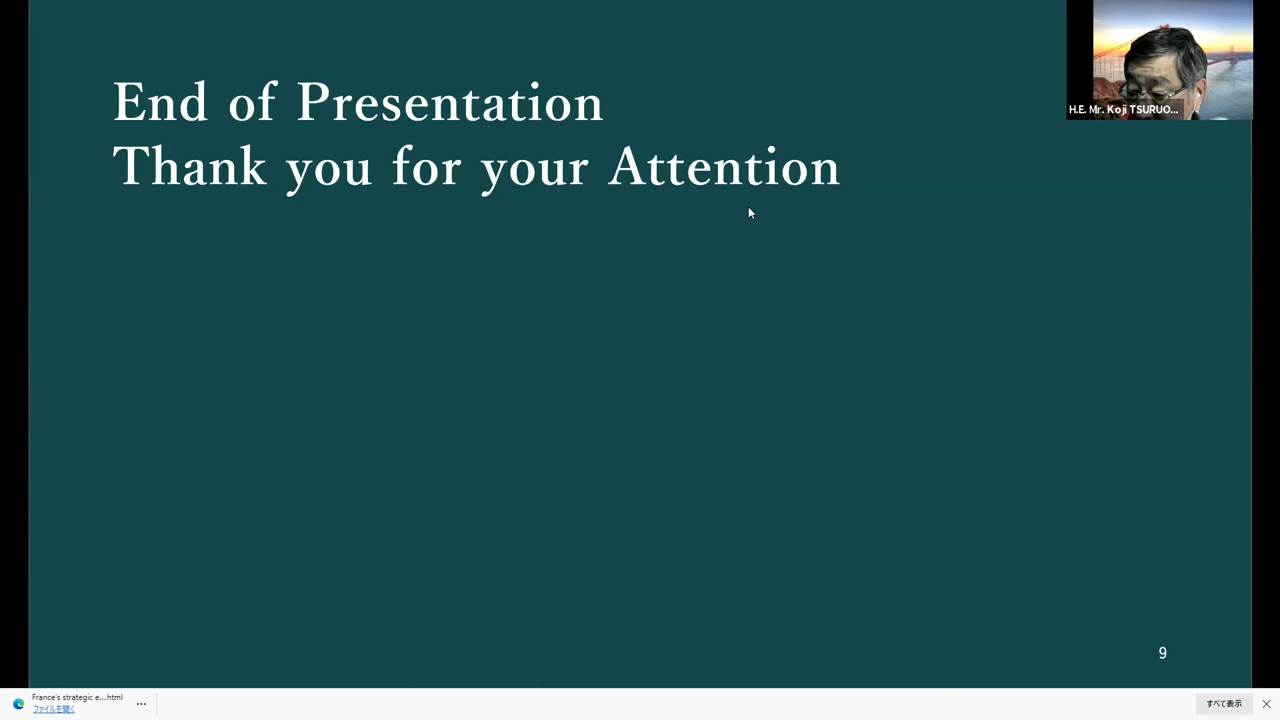 End of Presentation
Thank you for your Attention
H.E. Mr. Koji TSURUO...
9
France's strategic e....html
ファイルを開く
...
すべて表示